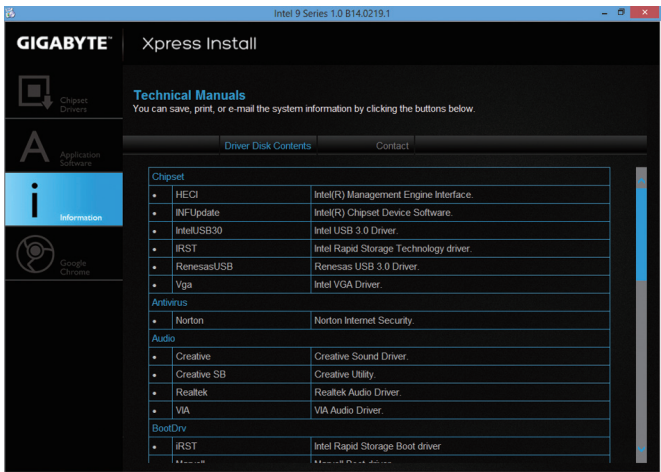 Intel 9 Series 1.0 B14.0219.1
GIGABYTE™
Xpress Install
Chipset
Drivers
Application
Software
Information
Google
Chrome
Technical Manuals
You can save, print, or e-mail the system information by clicking the buttons below.
Driver Disk Contents Contact
Chipset
• HECI Intel(R) Management Engine Interface.
• INFUpdate Intel(R) Chipset Device Software.
• IntelUSB30 Intel USB 3.0 Driver.
• IRST Intel Rapid Storage Technology driver.
• RenesasUSB Renesas USB 3.0 Driver.
• Vga Intel VGA Driver.
Antivirus
• Norton Norton Internet Security.
Audio
• Creative Creative Sound Driver.
• Creative SB Creative Utility.
• Realtek Realtek Audio Driver.
• VIA VIA Audio Driver.
BootDrv
• iRST Intel Rapid Storage Boot driver